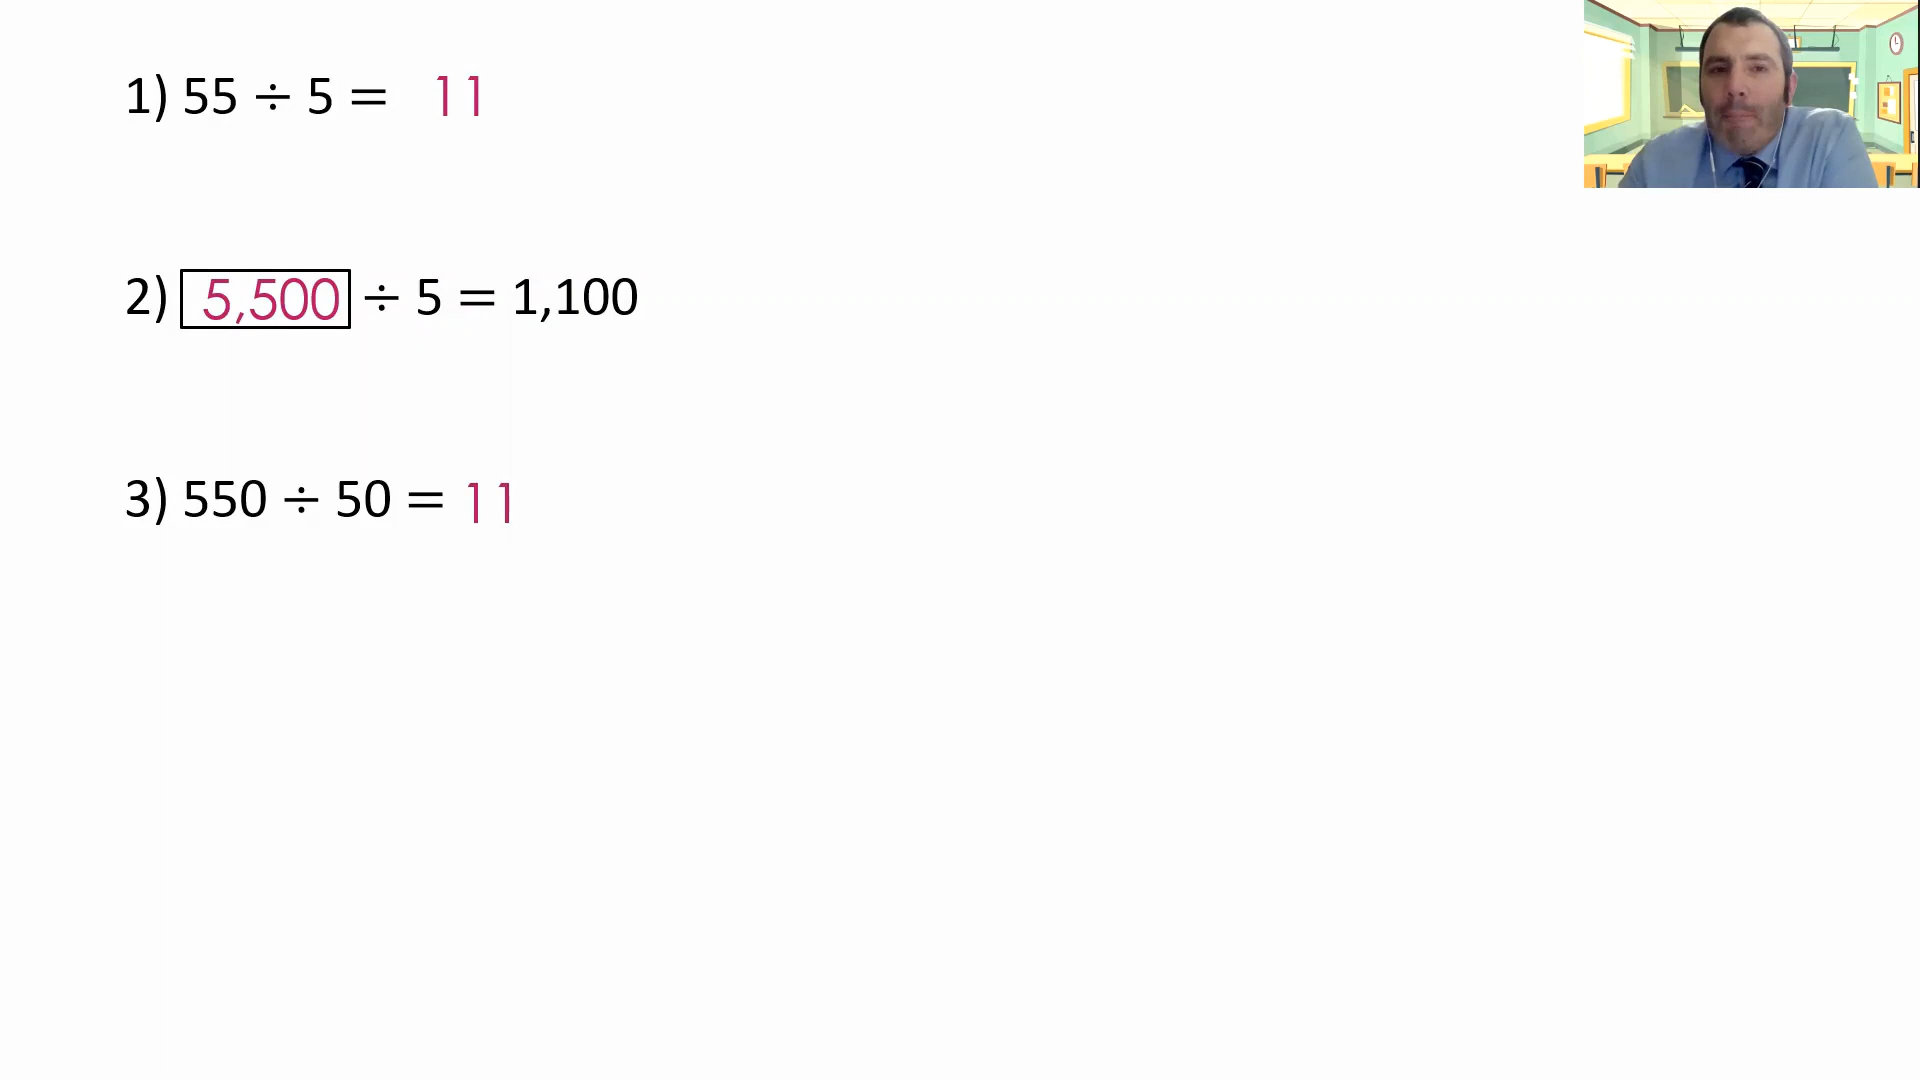 1) 55 ÷ 5 = 11
2) 5,500 ÷ 5 = 1,100
3) 550 ÷ 50 = 11